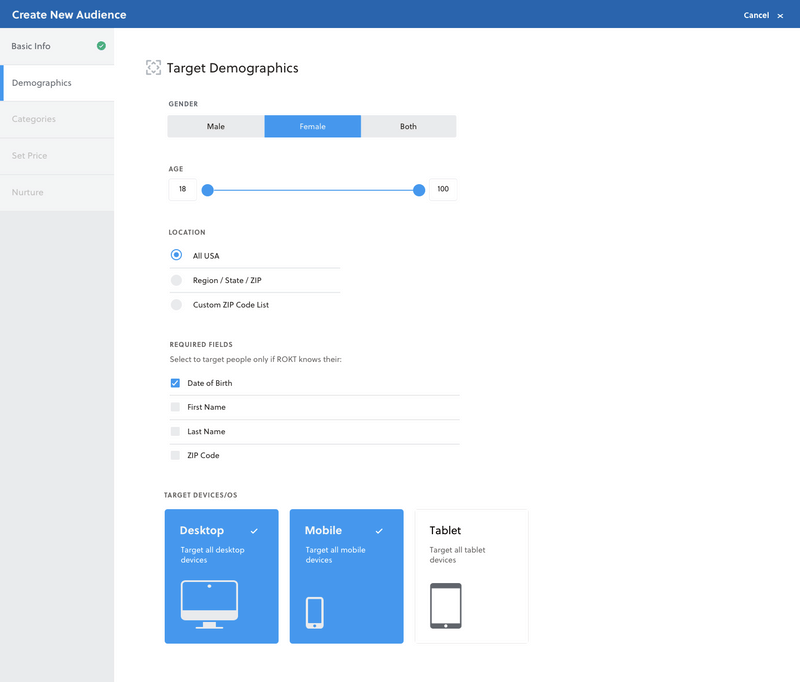 Create New Audience
Cancel ×
Basic Info
Demographics
Categories
Set Price
Nurture
Target Demographics
GENDER
Male Female Both
AGE
18 100
LOCATION
All USA
Region / State / ZIP
Custom ZIP Code List
REQUIRED FIELDS
Select to target people only if ROKT knows their:
Date of Birth
First Name
Last Name
ZIP Code
TARGET DEVICES/OS
Desktop
Target all desktop
devices
Mobile
Target all mobile
devices
Tablet
Target all tablet
devices